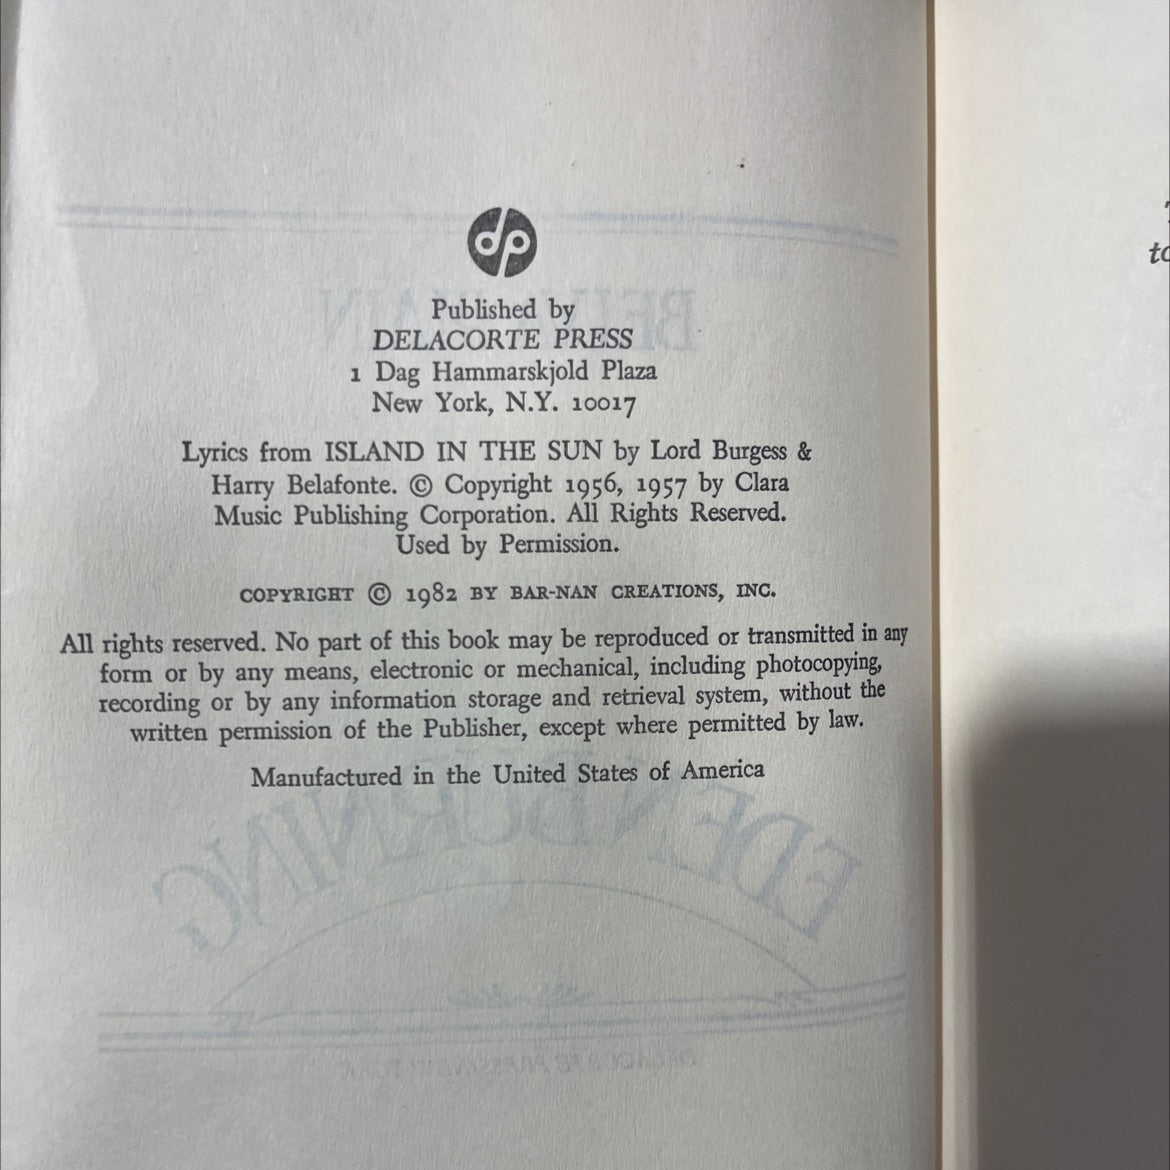 dp
Published by
DELACORTE PRESS
1 Dag Hammarskjold Plaza
New York, N.Y. 10017
Lyrics from ISLAND IN THE SUN by Lord Burgess &
Harry Belafonte. © Copyright 1956, 1957 by Clara
Music Publishing Corporation. All Rights Reserved.
Used by Permission.
COPYRIGHT © 1982 BY BAR-NAN CREATIONS, INC.
All rights reserved. No part of this book may be reproduced or transmitted in any
form or by any means, electronic or mechanical, including photocopying,
recording or by any information storage and retrieval system, without the
written permission of the Publisher, except where permitted by law.
Manufactured in the United States of America
EDEN BURNING